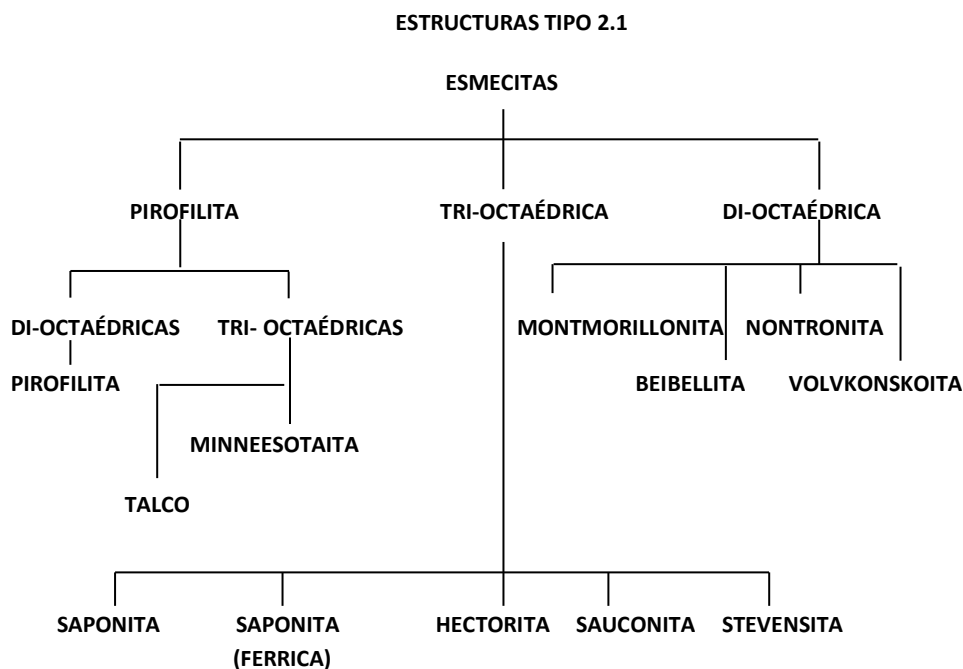 ESTRUCTURAS TIPO 2.1
ESMECITAS
PIROFILITA TRI-OCTAÉDRICA DI-OCTAÉDRICA
DI-OCTAÉDRICAS TRI- OCTAÉDRICAS MONTMORILLONITA NONTRONITA
PIROFILITA BEIBELLITA VOLVKONSKOITA
MINNEESOTAITA
TALCO
SAPONITA SAPONITA HECTORITA SAUCONITA STEVENSITA
(FERRICA)